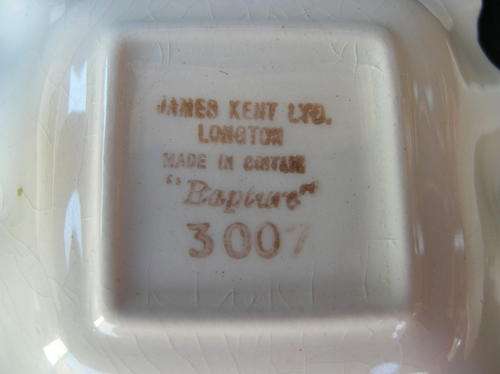 JAMES KENT LTD.
LONGTON
MADE IN BRITAIN
"Rapture"
3007